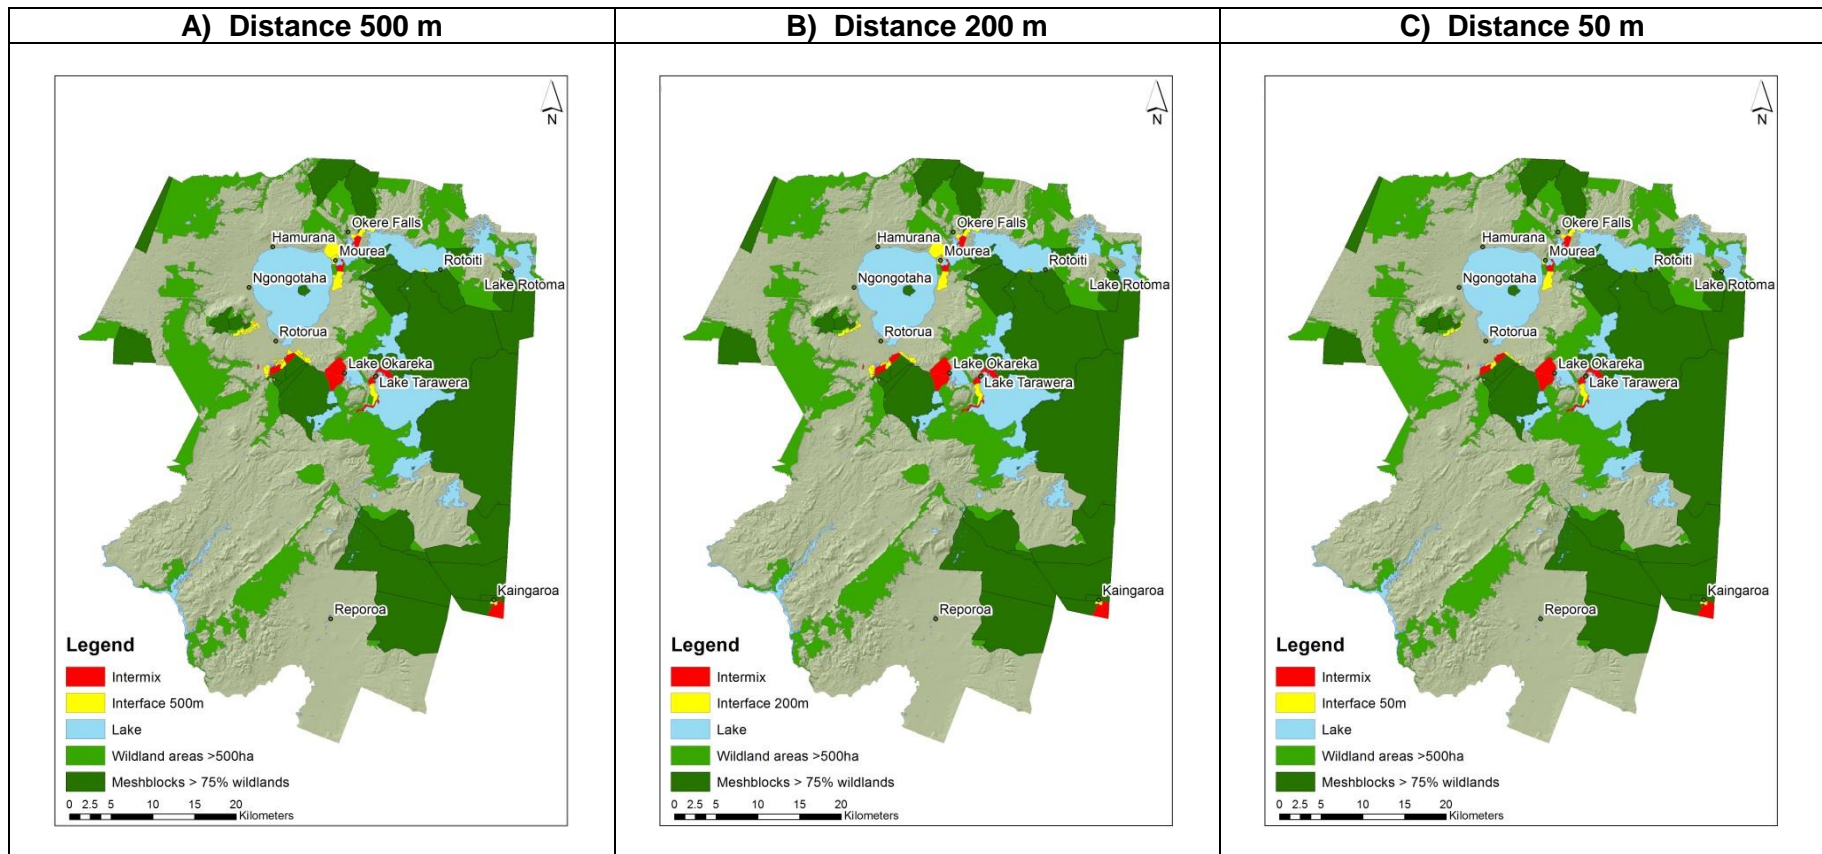 A) Distance 500 m
N
Okere Falls
Hamurana
Mourea
Rotoiti
Ngongotaha
Lake Rotoma
Rotorua
Lake Okareka
Lake Tarawera
Kaingaroa
Reporoa
Legend
Intermix
Interface 500m
Lake
Wildland areas >500ha
Meshblocks > 75% wildlands
0 2.5 5 10 15 20
Kilometers
B) Distance 200 m
N
Okere Falls
Hamurana
Mourea
Rotoiti
Ngongotaha
Lake Rotoma
Rotorua
Lake Okareka
Lake Tarawera
Kaingaroa
Reporoa
Legend
Intermix
Interface 200m
Lake
Wildland areas >500ha
Meshblocks > 75% wildlands
0 2.5 5 10 15 20
Kilometers
C) Distance 50 m
N
Okere Falls
Hamurana
Mourea
Rotoiti
Ngongotaha
Lake Rotoma
Rotorua
Lake Okareka
Lake Tarawera
Kaingaroa
Reporoa
Legend
Intermix
Interface 50m
Lake
Wildland areas >500ha
Meshblocks > 75% wildlands
0 2.5 5 10 15 20
Kilometers